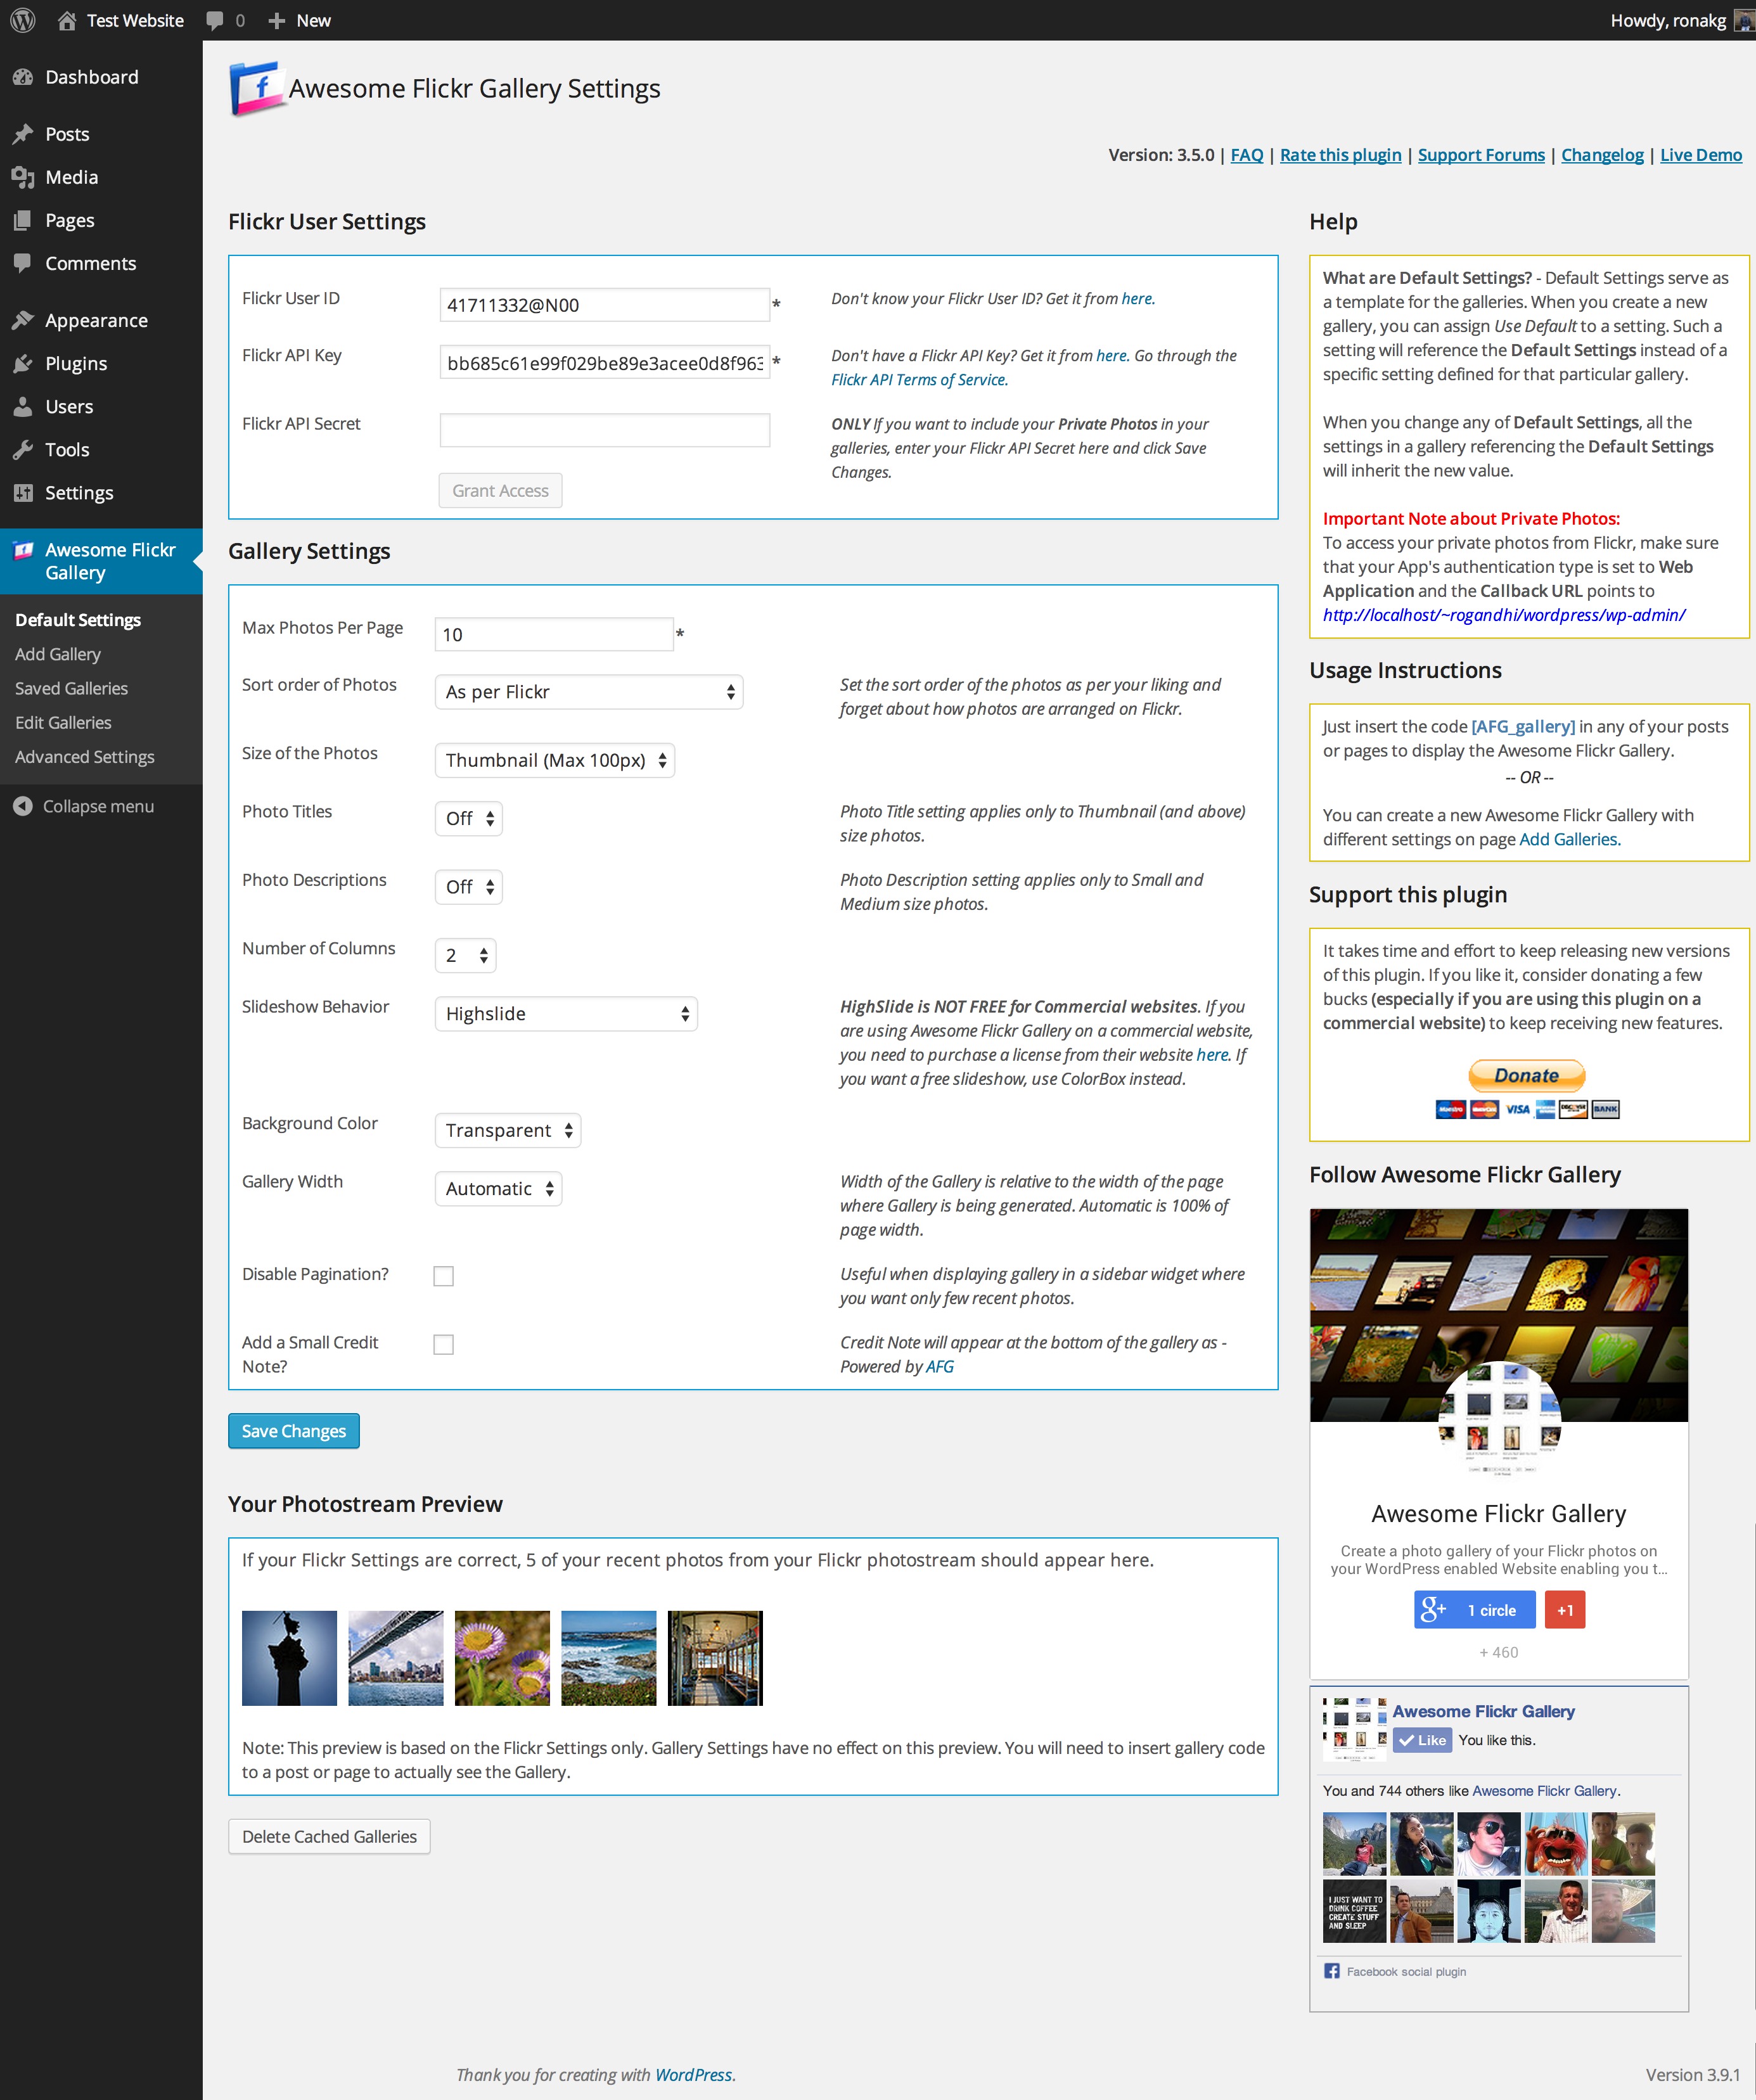 Test Website 0 New Howdy, ronakg
Dashboard
Posts
Media
Pages
Comments
Appearance
Plugins
Users
Tools
Settings
Awesome Flickr
Gallery
Default Settings
Add Gallery
Saved Galleries
Edit Galleries
Advanced Settings
Collapse menu
Awesome Flickr Gallery Settings
Version: 3.5.0 | FAQ | Rate this plugin | Support Forums | Changelog | Live Demo
Flickr User Settings
Flickr User ID
41711332@N00 *
Don't know your Flickr User ID? Get it from here.
Flickr API Key
bb685c61e99f029be89e3acee0d8f963 *
Don't have a Flickr API Key? Get it from here. Go through the
Flickr API Terms of Service.
Flickr API Secret
ONLY If you want to include your Private Photos in your
galleries, enter your Flickr API Secret here and click Save
Changes.
Grant Access
Gallery Settings
Max Photos Per Page
10 *
Sort order of Photos
As per Flickr
Set the sort order of the photos as per your liking and
forget about how photos are arranged on Flickr.
Size of the Photos
Thumbnail (Max 100px)
Photo Titles
Off
Photo Title setting applies only to Thumbnail (and above)
size photos.
Photo Descriptions
Off
Photo Description setting applies only to Small and
Medium size photos.
Number of Columns
2
Slideshow Behavior
Highslide
HighSlide is NOT FREE for Commercial websites. If you
are using Awesome Flickr Gallery on a commercial website,
you need to purchase a license from their website here. If
you want a free slideshow, use ColorBox instead.
Background Color
Transparent
Gallery Width
Automatic
Width of the Gallery is relative to the width of the page
where Gallery is being generated. Automatic is 100% of
page width.
Disable Pagination?
Useful when displaying gallery in a sidebar widget where
you want only few recent photos.
Add a Small Credit
Note?
Credit Note will appear at the bottom of the gallery as -
Powered by AFG
Save Changes
Your Photostream Preview
If your Flickr Settings are correct, 5 of your recent photos from your Flickr photostream should appear here.
Note: This preview is based on the Flickr Settings only. Gallery Settings have no effect on this preview. You will need to insert gallery code
to a post or page to actually see the Gallery.
Delete Cached Galleries
Help
What are Default Settings? - Default Settings serve as
a template for the galleries. When you create a new
gallery, you can assign Use Default to a setting. Such a
setting will reference the Default Settings instead of a
specific setting defined for that particular gallery.
When you change any of Default Settings, all the
settings in a gallery referencing the Default Settings
will inherit the new value.
Important Note about Private Photos:
To access your private photos from Flickr, make sure
that your App's authentication type is set to Web
Application and the Callback URL points to
http://localhost/~rogandhi/wordpress/wp-admin/
Usage Instructions
Just insert the code [AFG_gallery] in any of your posts
or pages to display the Awesome Flickr Gallery.
-- OR --
You can create a new Awesome Flickr Gallery with
different settings on page Add Galleries.
Support this plugin
It takes time and effort to keep releasing new versions
of this plugin. If you like it, consider donating a few
bucks (especially if you are using this plugin on a
commercial website) to keep receiving new features.
Donate
Maestro MasterCard VISA DISCOVER BANK
Follow Awesome Flickr Gallery
Awesome Flickr Gallery
Create a photo gallery of your Flickr photos on
your WordPress enabled Website enabling you t...
g+ 1 circle +1
+ 460
Awesome Flickr Gallery
Like You like this.
You and 744 others like Awesome Flickr Gallery.
I JUST WANT TO
DRINK COFFEE
CREATE STUFF
AND SLEEP
Facebook social plugin
Thank you for creating with WordPress.
Version 3.9.1